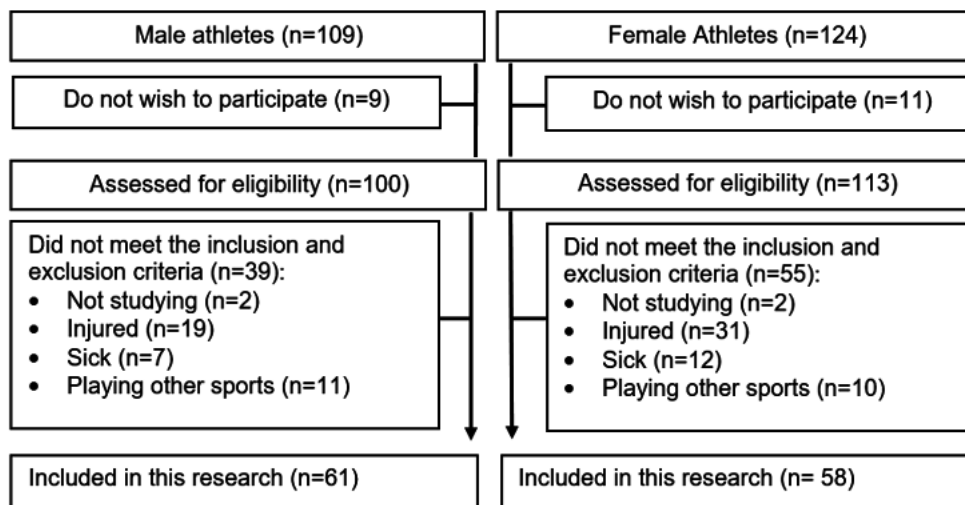 Male athletes (n=109)
Female Athletes (n=124)
Do not wish to participate (n=9)
Do not wish to participate (n=11)
Assessed for eligibility (n=100)
Assessed for eligibility (n=113)
Did not meet the inclusion and
exclusion criteria (n=39):
• Not studying (n=2)
• Injured (n=19)
• Sick (n=7)
• Playing other sports (n=11)
Did not meet the inclusion and
exclusion criteria (n=55):
• Not studying (n=2)
• Injured (n=31)
• Sick (n=12)
• Playing other sports (n=10)
Included in this research (n=61)
Included in this research (n= 58)